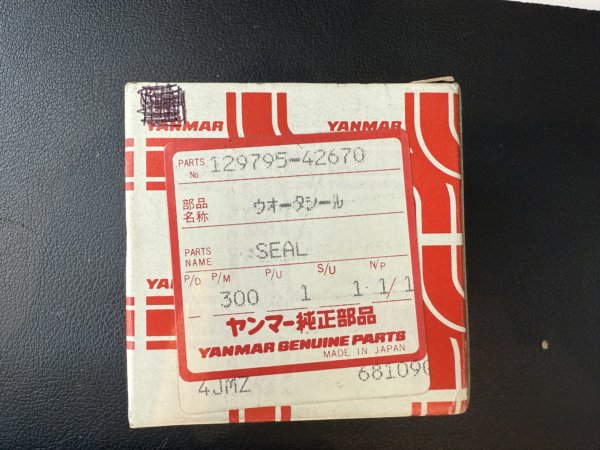 YANMAR YANMAR
PARTS No. 129795-42670
部品名称 ウオータシール
PARTS NAME SEAL
P/D P/M P/U S/U N/P
300 1 1 1/1
ヤンマー純正部品
YANMAR GENUINE PARTS
MADE IN JAPAN
4JMZ 681090